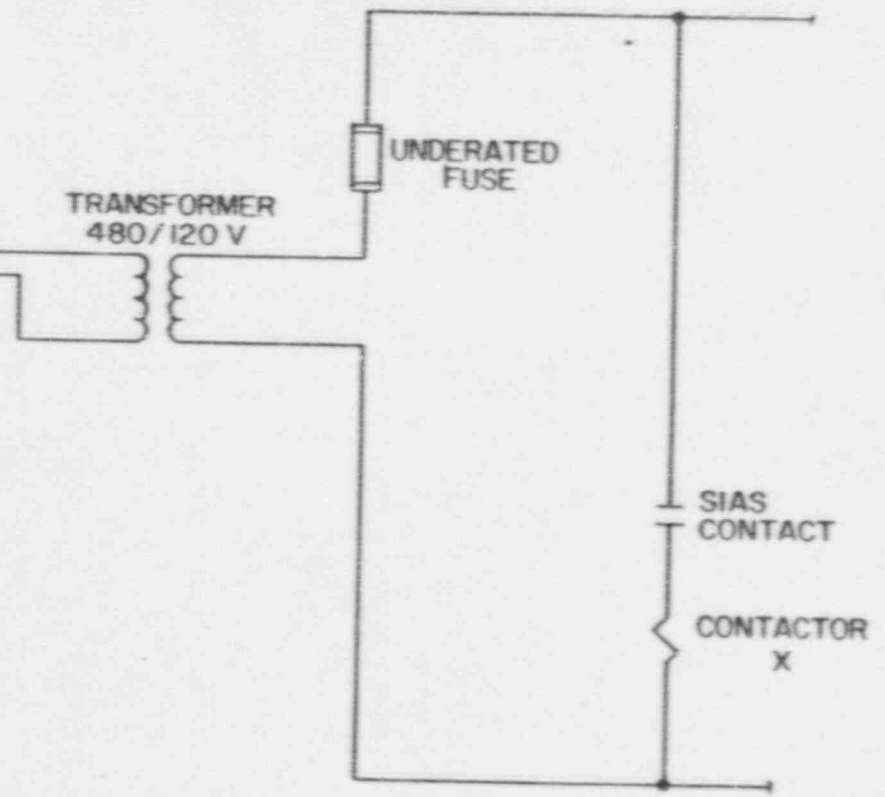 UNDERATED
FUSE
TRANSFORMER
480/120 V
SIAS
CONTACT
CONTACTOR
X